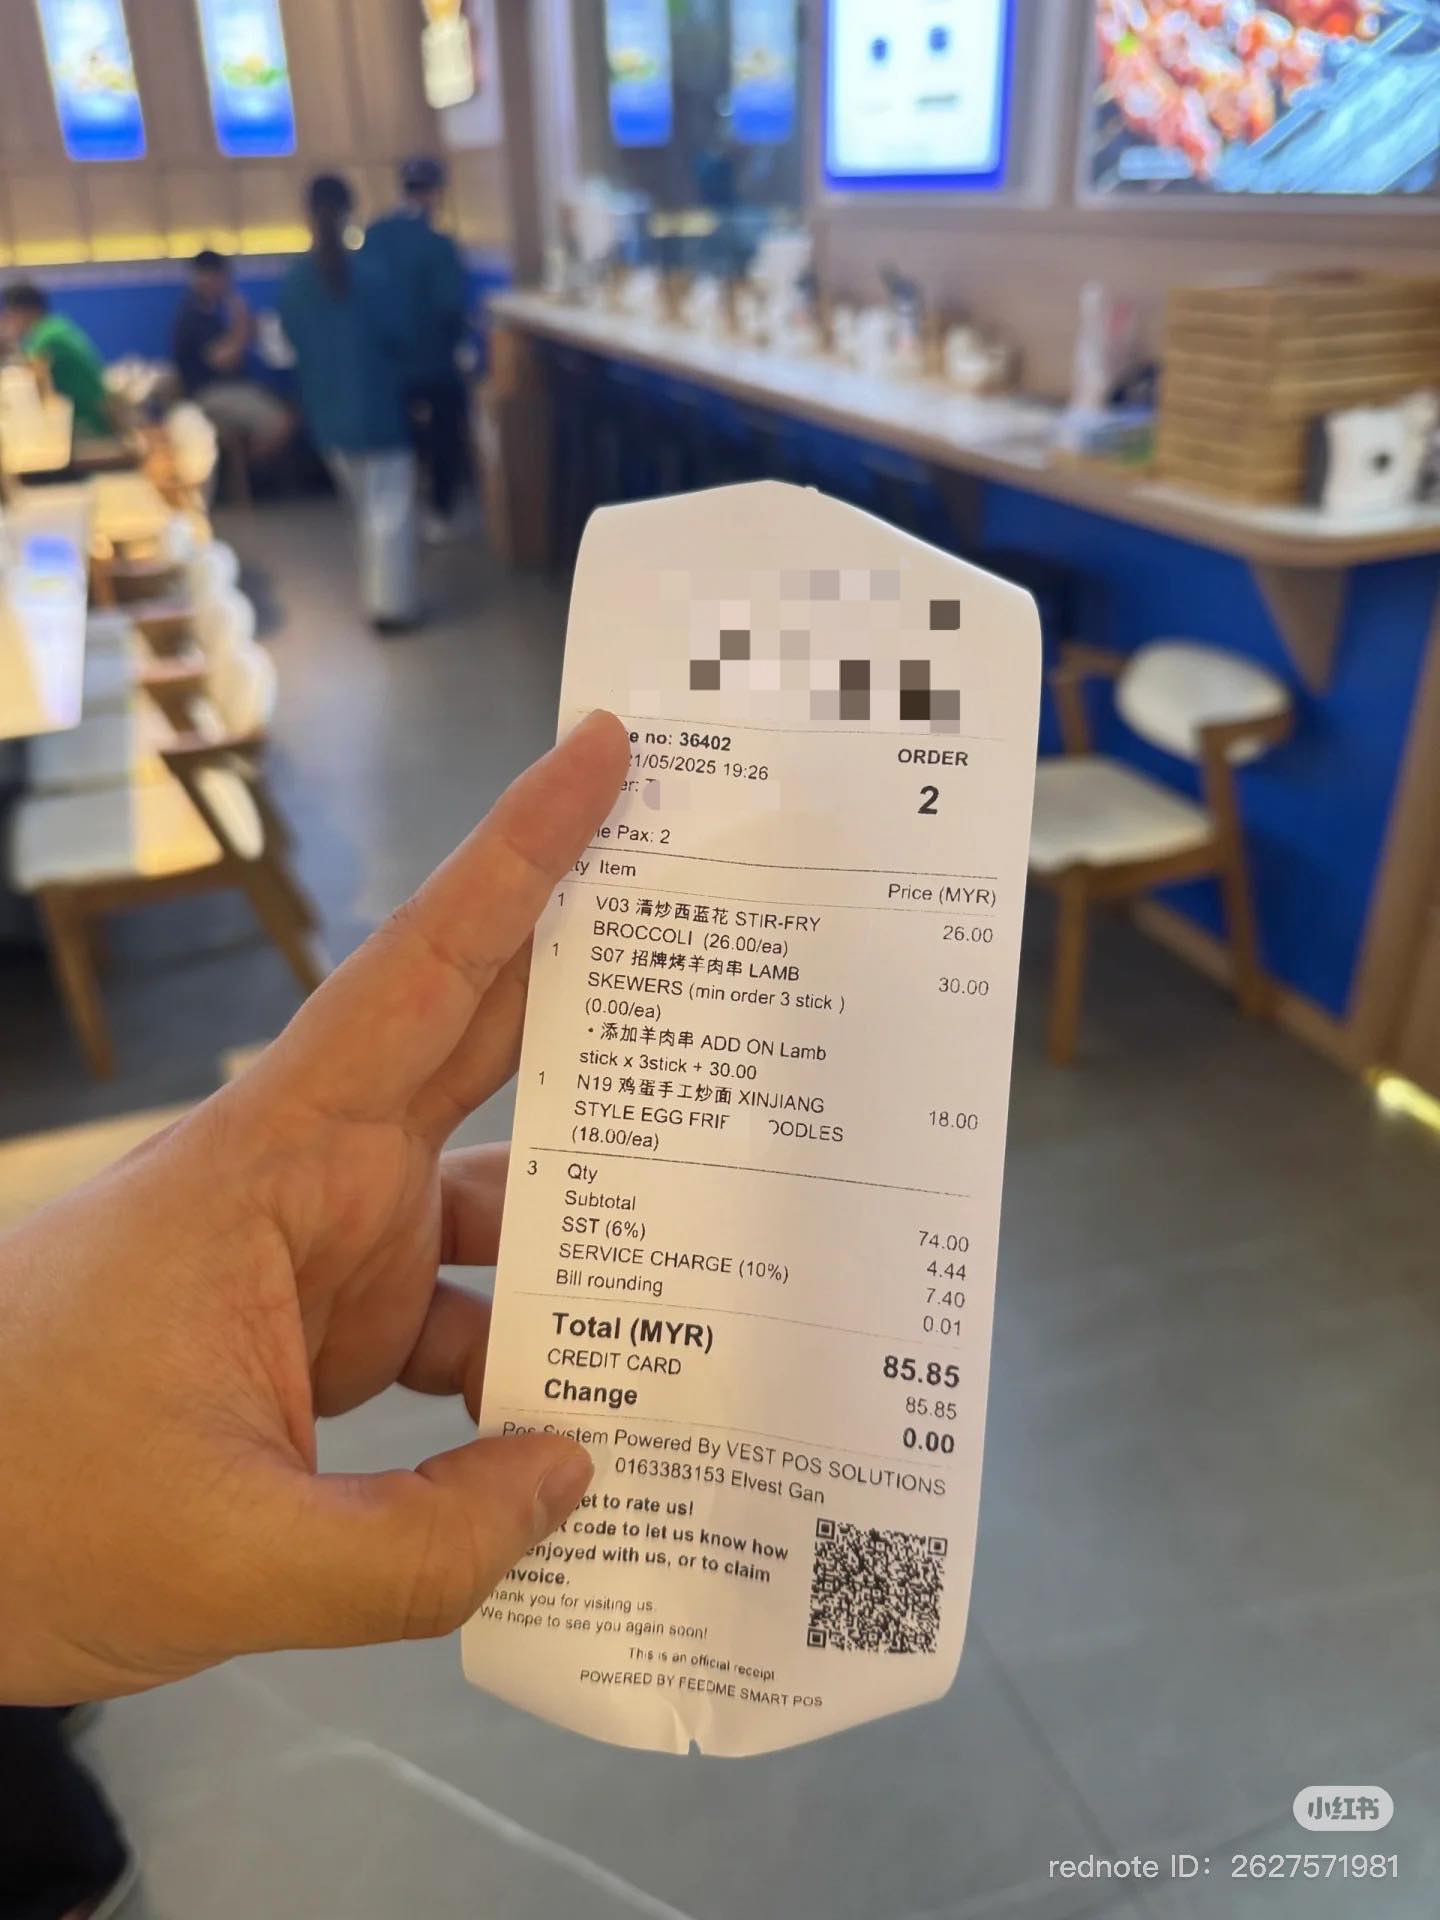 e no: 36402
21/05/2025 19:26
er:
ORDER
2
e Pax: 2
ty Item
Price (MYR)
1 V03 清炒西蓝花 STIR-FRY
BROCCOLI (26.00/ea)
26.00
1 S07 招牌烤羊肉串 LAMB
SKEWERS (min order 3 stick )
(0.00/ea)
30.00
• 添加羊肉串 ADD ON Lamb
stick x 3stick + 30.00
1 N19 鸡蛋手工炒面 XINJIANG
STYLE EGG FRI OODLES
(18.00/ea)
18.00
3 Qty
Subtotal
74.00
SST (6%)
4.44
SERVICE CHARGE (10%)
7.40
Bill rounding
0.01
Total (MYR)
85.85
CREDIT CARD
85.85
Change
0.00
Pos System Powered By VEST POS SOLUTIONS
0163383153 Elvest Gan
et to rate us!
R code to let us know how
enjoyed with us, or to claim
nvoice.
hank you for visiting us.
We hope to see you again soon!
This is an official receipt
POWERED BY FEEDME SMART POS
小红书
rednote ID: 2627571981